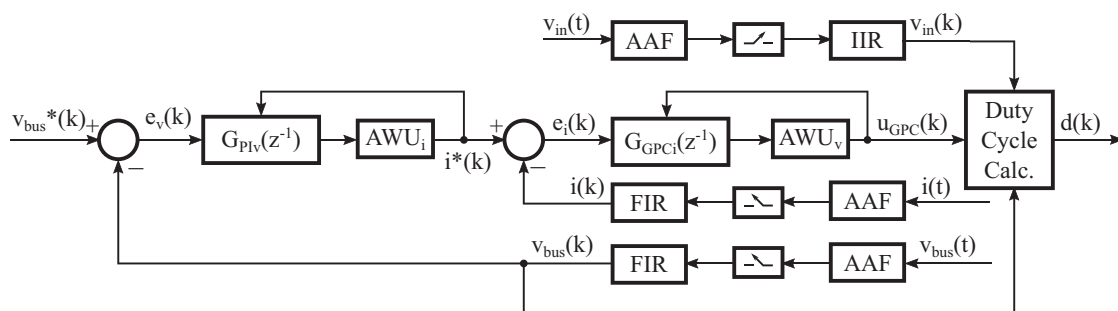 v_in(t) AAF IIR v_in(k)
v_bus*(k) + e_v(k) G_PIv(z^-1) AWU_i + e_i(k) G_GPCi(z^-1) AWU_v u_GPC(k) Duty d(k)
Cycle
Calc.
− i*(k) −
i(k) FIR AAF i(t)
v_bus(k) FIR AAF v_bus(t)